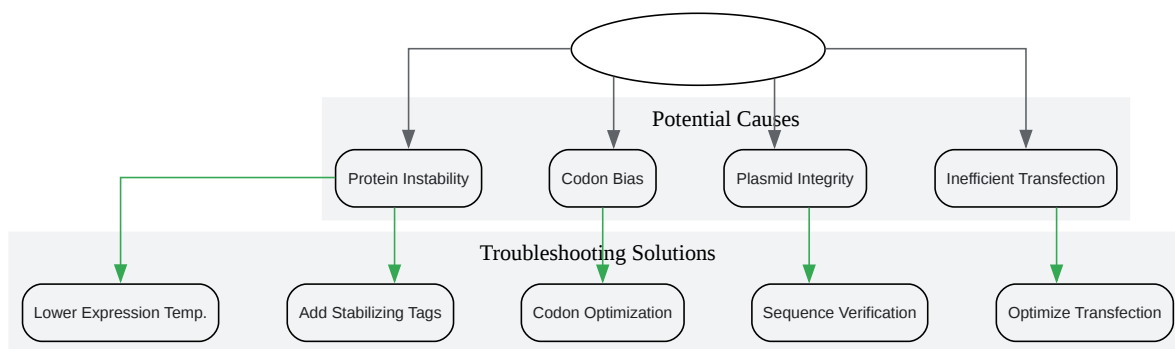 Potential Causes
Protein Instability
Codon Bias
Plasmid Integrity
Inefficient Transfection
Troubleshooting Solutions
Lower Expression Temp.
Add Stabilizing Tags
Codon Optimization
Sequence Verification
Optimize Transfection